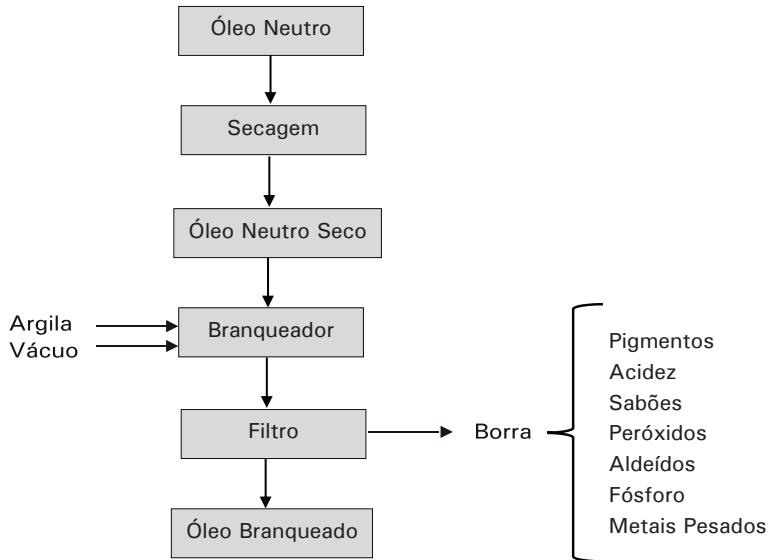 Óleo Neutro
Secagem
Óleo Neutro Seco
Argila
Vácuo
Branqueador
Filtro
Borra
Pigmentos
Acidez
Sabões
Peróxidos
Aldeídos
Fósforo
Metais Pesados
Óleo Branqueado